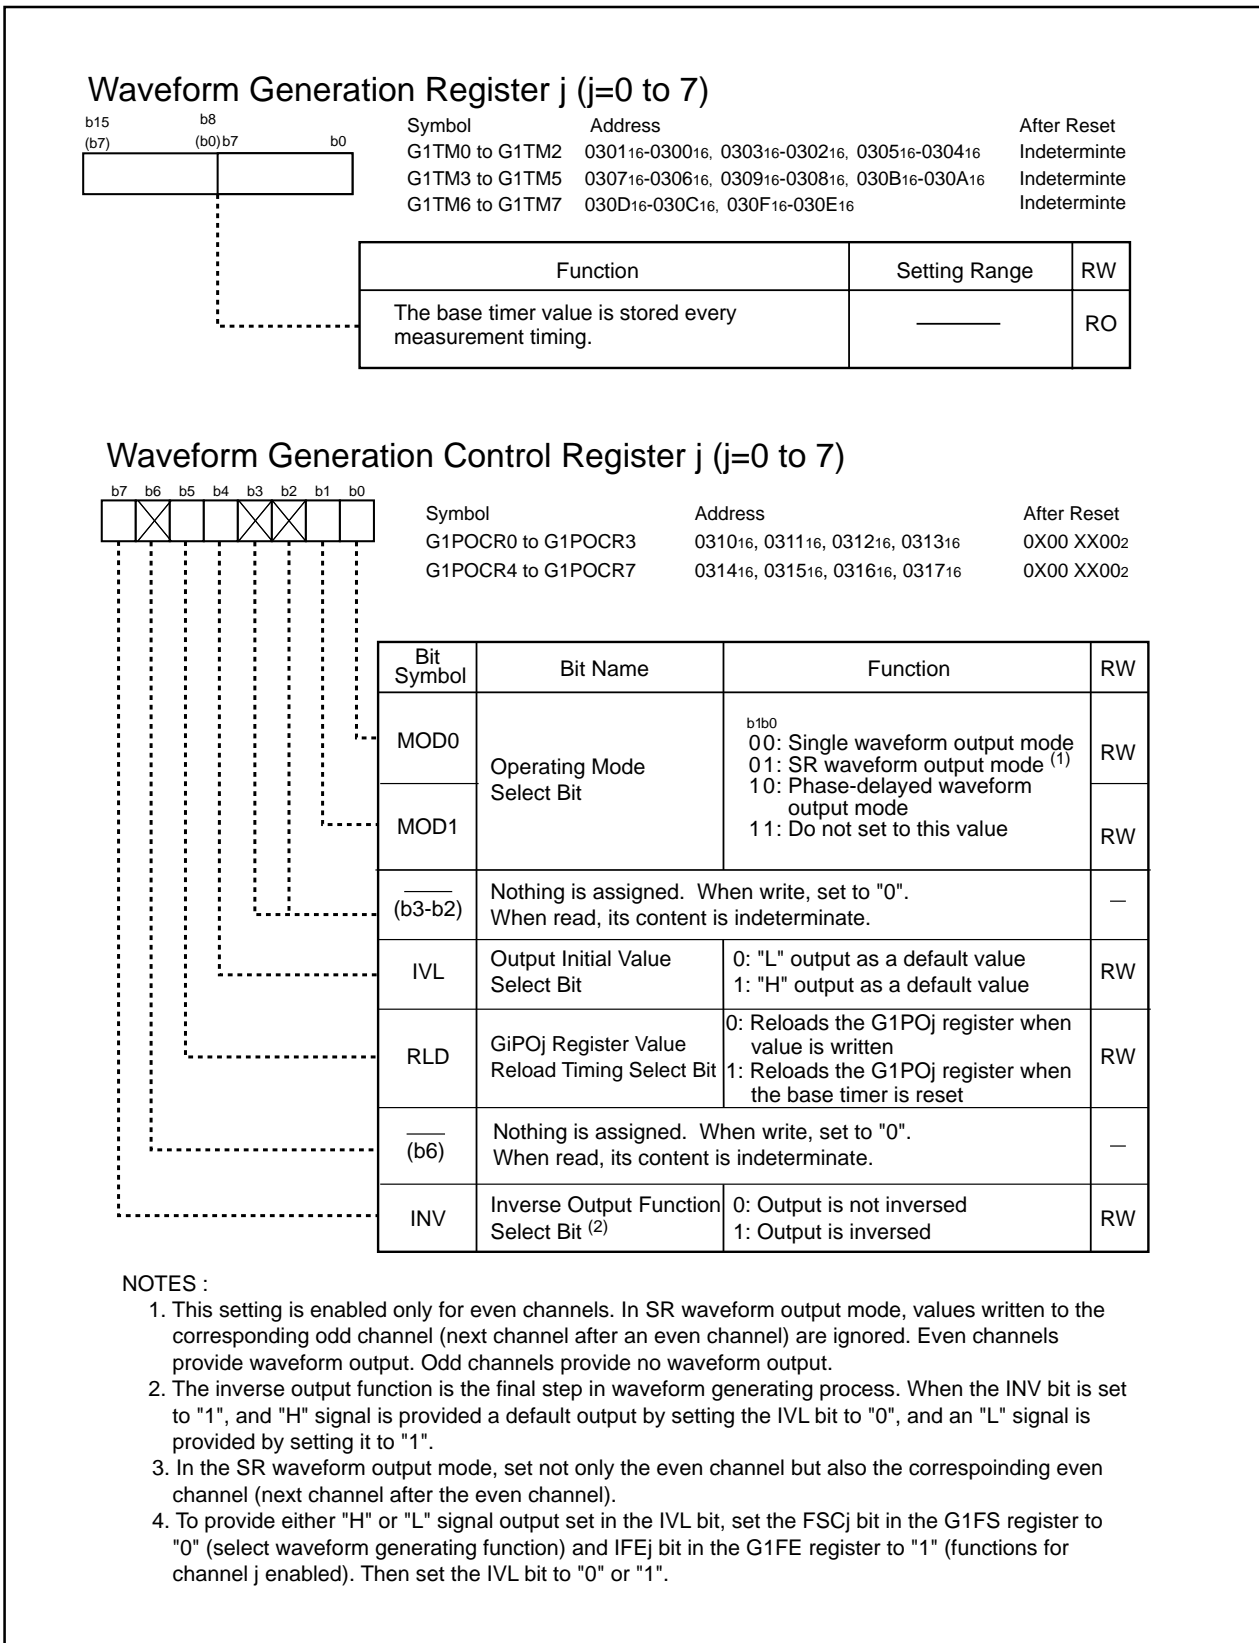 Waveform Generation Register j (j=0 to 7)
b15 b8
(b7) (b0) b7 b0
Symbol Address After Reset
G1TM0 to G1TM2 030116-030016, 030316-030216, 030516-030416 Indeterminte
G1TM3 to G1TM5 030716-030616, 030916-030816, 030B16-030A16 Indeterminte
G1TM6 to G1TM7 030D16-030C16, 030F16-030E16 Indeterminte
Function Setting Range RW
The base timer value is stored every
measurement timing.
RO
Waveform Generation Control Register j (j=0 to 7)
b7 b6 b5 b4 b3 b2 b1 b0
Symbol Address After Reset
G1POCR0 to G1POCR3 031016, 031116, 031216, 031316 0X00 XX002
G1POCR4 to G1POCR7 031416, 031516, 031616, 031716 0X00 XX002
Bit
Symbol
Bit Name Function RW
MOD0
MOD1
Operating Mode
Select Bit
b1b0
00: Single waveform output mode
01: SR waveform output mode (1)
10: Phase-delayed waveform
output mode
11: Do not set to this value
RW
RW
(b3-b2)
Nothing is assigned. When write, set to "0".
When read, its content is indeterminate.
—
IVL
Output Initial Value
Select Bit
0: "L" output as a default value
1: "H" output as a default value
RW
RLD
GiPOj Register Value
Reload Timing Select Bit
0: Reloads the G1POj register when
value is written
1: Reloads the G1POj register when
the base timer is reset
RW
(b6)
Nothing is assigned. When write, set to "0".
When read, its content is indeterminate.
—
INV
Inverse Output Function
Select Bit (2)
0: Output is not inversed
1: Output is inversed
RW
NOTES :
1. This setting is enabled only for even channels. In SR waveform output mode, values written to the
corresponding odd channel (next channel after an even channel) are ignored. Even channels
provide waveform output. Odd channels provide no waveform output.
2. The inverse output function is the final step in waveform generating process. When the INV bit is set
to "1", and "H" signal is provided a default output by setting the IVL bit to "0", and an "L" signal is
provided by setting it to "1".
3. In the SR waveform output mode, set not only the even channel but also the correspoinding even
channel (next channel after the even channel).
4. To provide either "H" or "L" signal output set in the IVL bit, set the FSCj bit in the G1FS register to
"0" (select waveform generating function) and IFEj bit in the G1FE register to "1" (functions for
channel j enabled). Then set the IVL bit to "0" or "1".